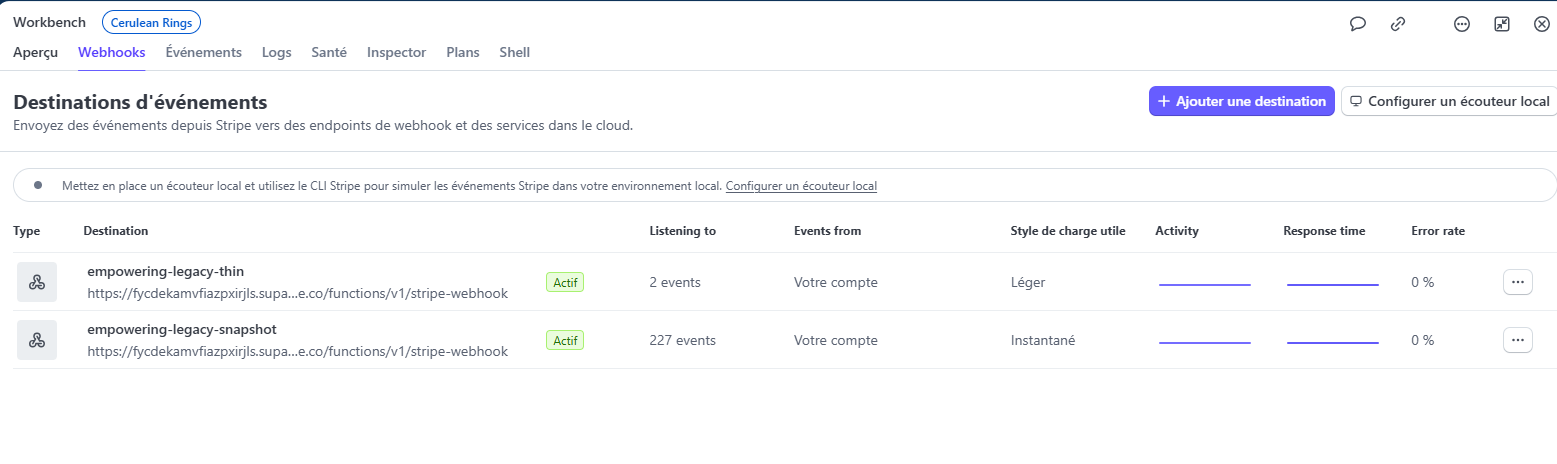 Workbench Cerulean Rings
Aperçu Webhooks Événements Logs Santé Inspector Plans Shell
Destinations d'événements
Envoyez des événements depuis Stripe vers des endpoints de webhook et des services dans le cloud.
+ Ajouter une destination Configurer un écouteur local
Mettez en place un écouteur local et utilisez le CLI Stripe pour simuler les événements Stripe dans votre environnement local. Configurer un écouteur local
Type Destination Listening to Events from Style de charge utile Activity Response time Error rate
empowering-legacy-thin
https://fycdekamvfiazpxirjls.supa...e.co/functions/v1/stripe-webhook Actif 2 events Votre compte Léger 0 %
empowering-legacy-snapshot
https://fycdekamvfiazpxirjls.supa...e.co/functions/v1/stripe-webhook Actif 227 events Votre compte Instantané 0 %